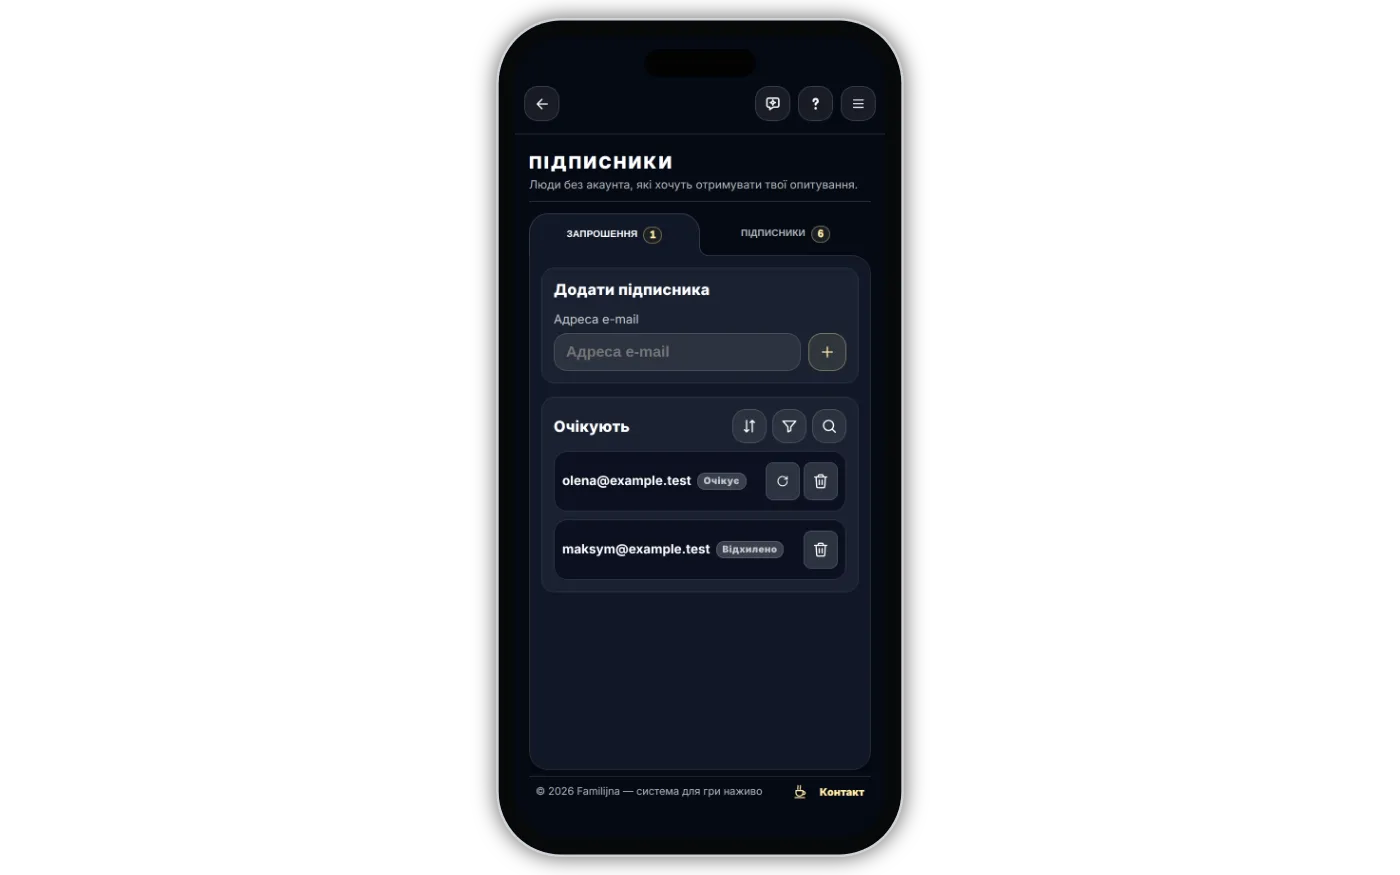 ?
ПІДПИСНИКИ
Люди без акаунта, які хочуть отримувати твої опитування.
ЗАПРОШЕННЯ 1
ПІДПИСНИКИ 6
Додати підписника
Адреса e-mail
Адреса e-mail
+
Очікують
olena@example.test Очікує
maksym@example.test Відхилено
© 2026 Familijna — система для гри наживо
Контакт